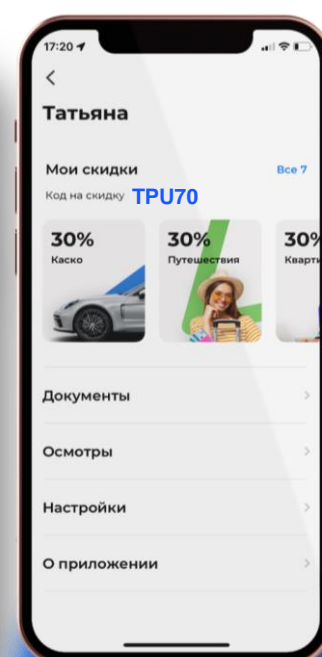 17:20
Татьяна
Мои скидки
Все 7
Код на скидку TPU70
30%
Каско
30%
Путешествия
30%
Документы
Осмотры
Настройки
О приложении